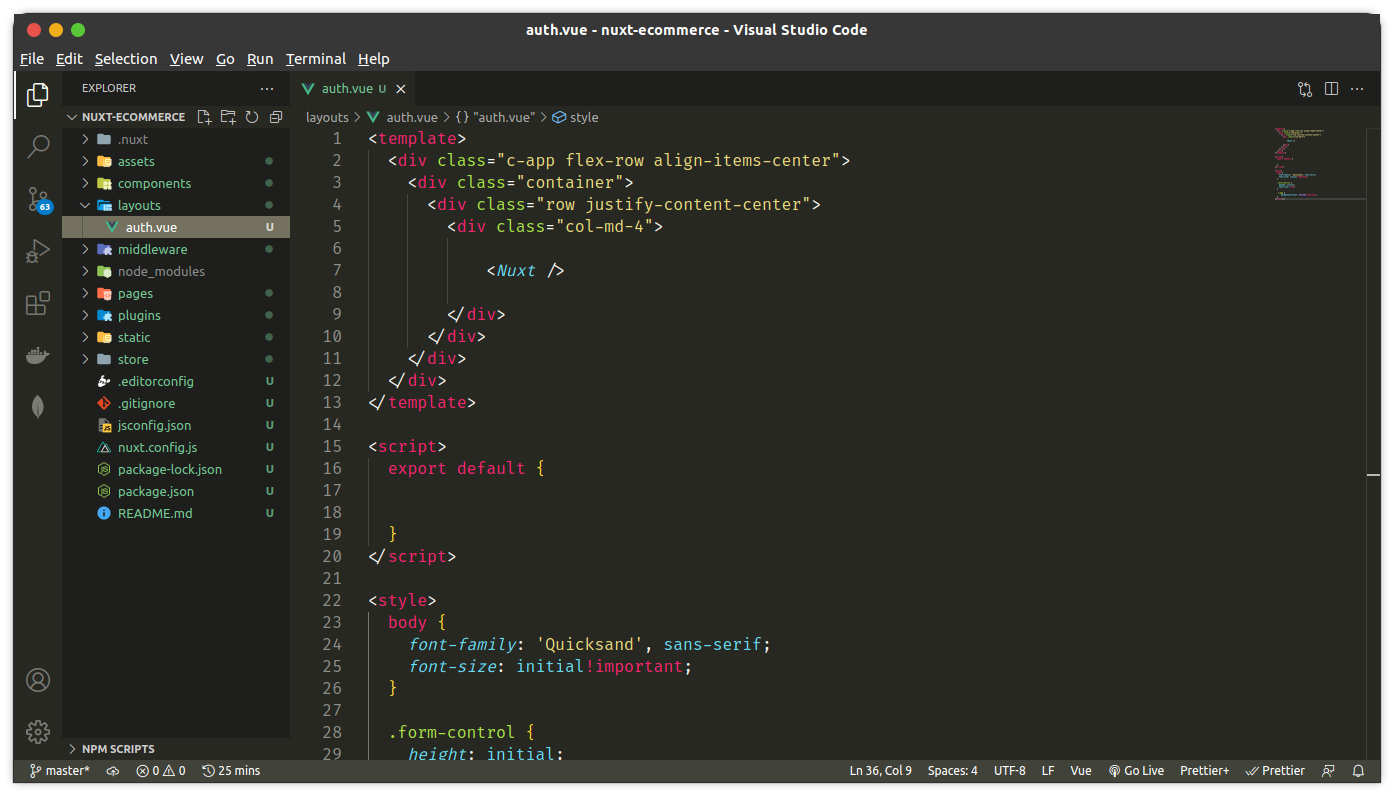 auth.vue - nuxt-ecommerce - Visual Studio Code
File Edit Selection View Go Run Terminal Help
EXPLORER ···
NUXT-ECOMMERCE
.nuxt
assets
components
layouts
auth.vue U
middleware
node_modules
pages
plugins
static
store
.editorconfig U
.gitignore U
jsconfig.json U
nuxt.config.js U
package-lock.json U
package.json U
README.md U
NPM SCRIPTS
63
auth.vue U ×
layouts > auth.vue > {} "auth.vue" > style
1 <template>
2 <div class="c-app flex-row align-items-center">
3 <div class="container">
4 <div class="row justify-content-center">
5 <div class="col-md-4">
6
7 <Nuxt />
8
9 </div>
10 </div>
11 </div>
12 </div>
13 </template>
14
15 <script>
16 export default {
17
18
19 }
20 </script>
21
22 <style>
23 body {
24 font-family: 'Quicksand', sans-serif;
25 font-size: initial!important;
26 }
27
28 .form-control {
29 height: initial;
master* 0 0 25 mins Ln 36, Col 9 Spaces: 4 UTF-8 LF Vue Go Live Prettier+ Prettier